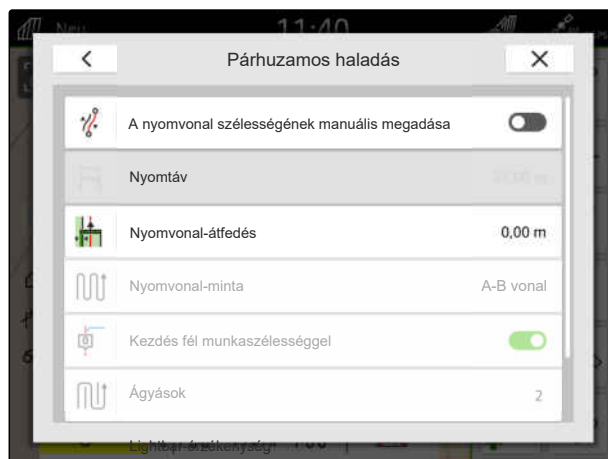 Neu 11:40
Párhuzamos haladás
A nyomvonal szélességének manuális megadása
Nyomtáv
Nyomvonal-átfedés 0,00 m
Nyomvonal-minta A-B vonal
Kezdés fél munkaszélességgel
Ágyások 2
Lightbar-érzékenység